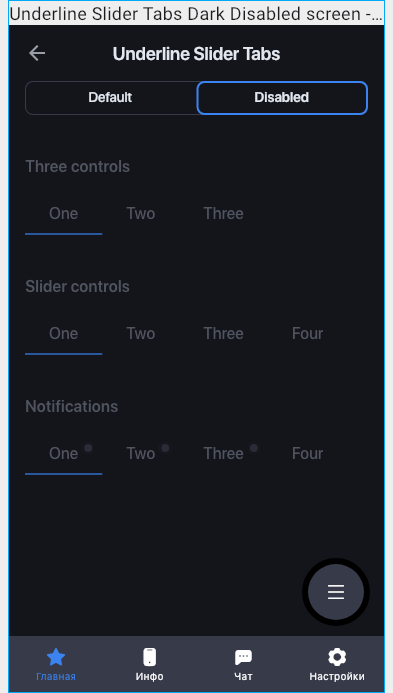 Underline Slider Tabs Dark Disabled screen -...
Underline Slider Tabs
Default Disabled
Three controls
One Two Three
Slider controls
One Two Three Four
Notifications
One Two Three Four
Главная Инфо Чат Настройки